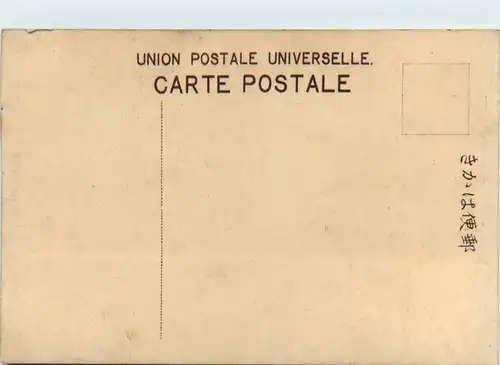 UNION POSTALE UNIVERSELLE.
CARTE POSTALE
きかは便郵